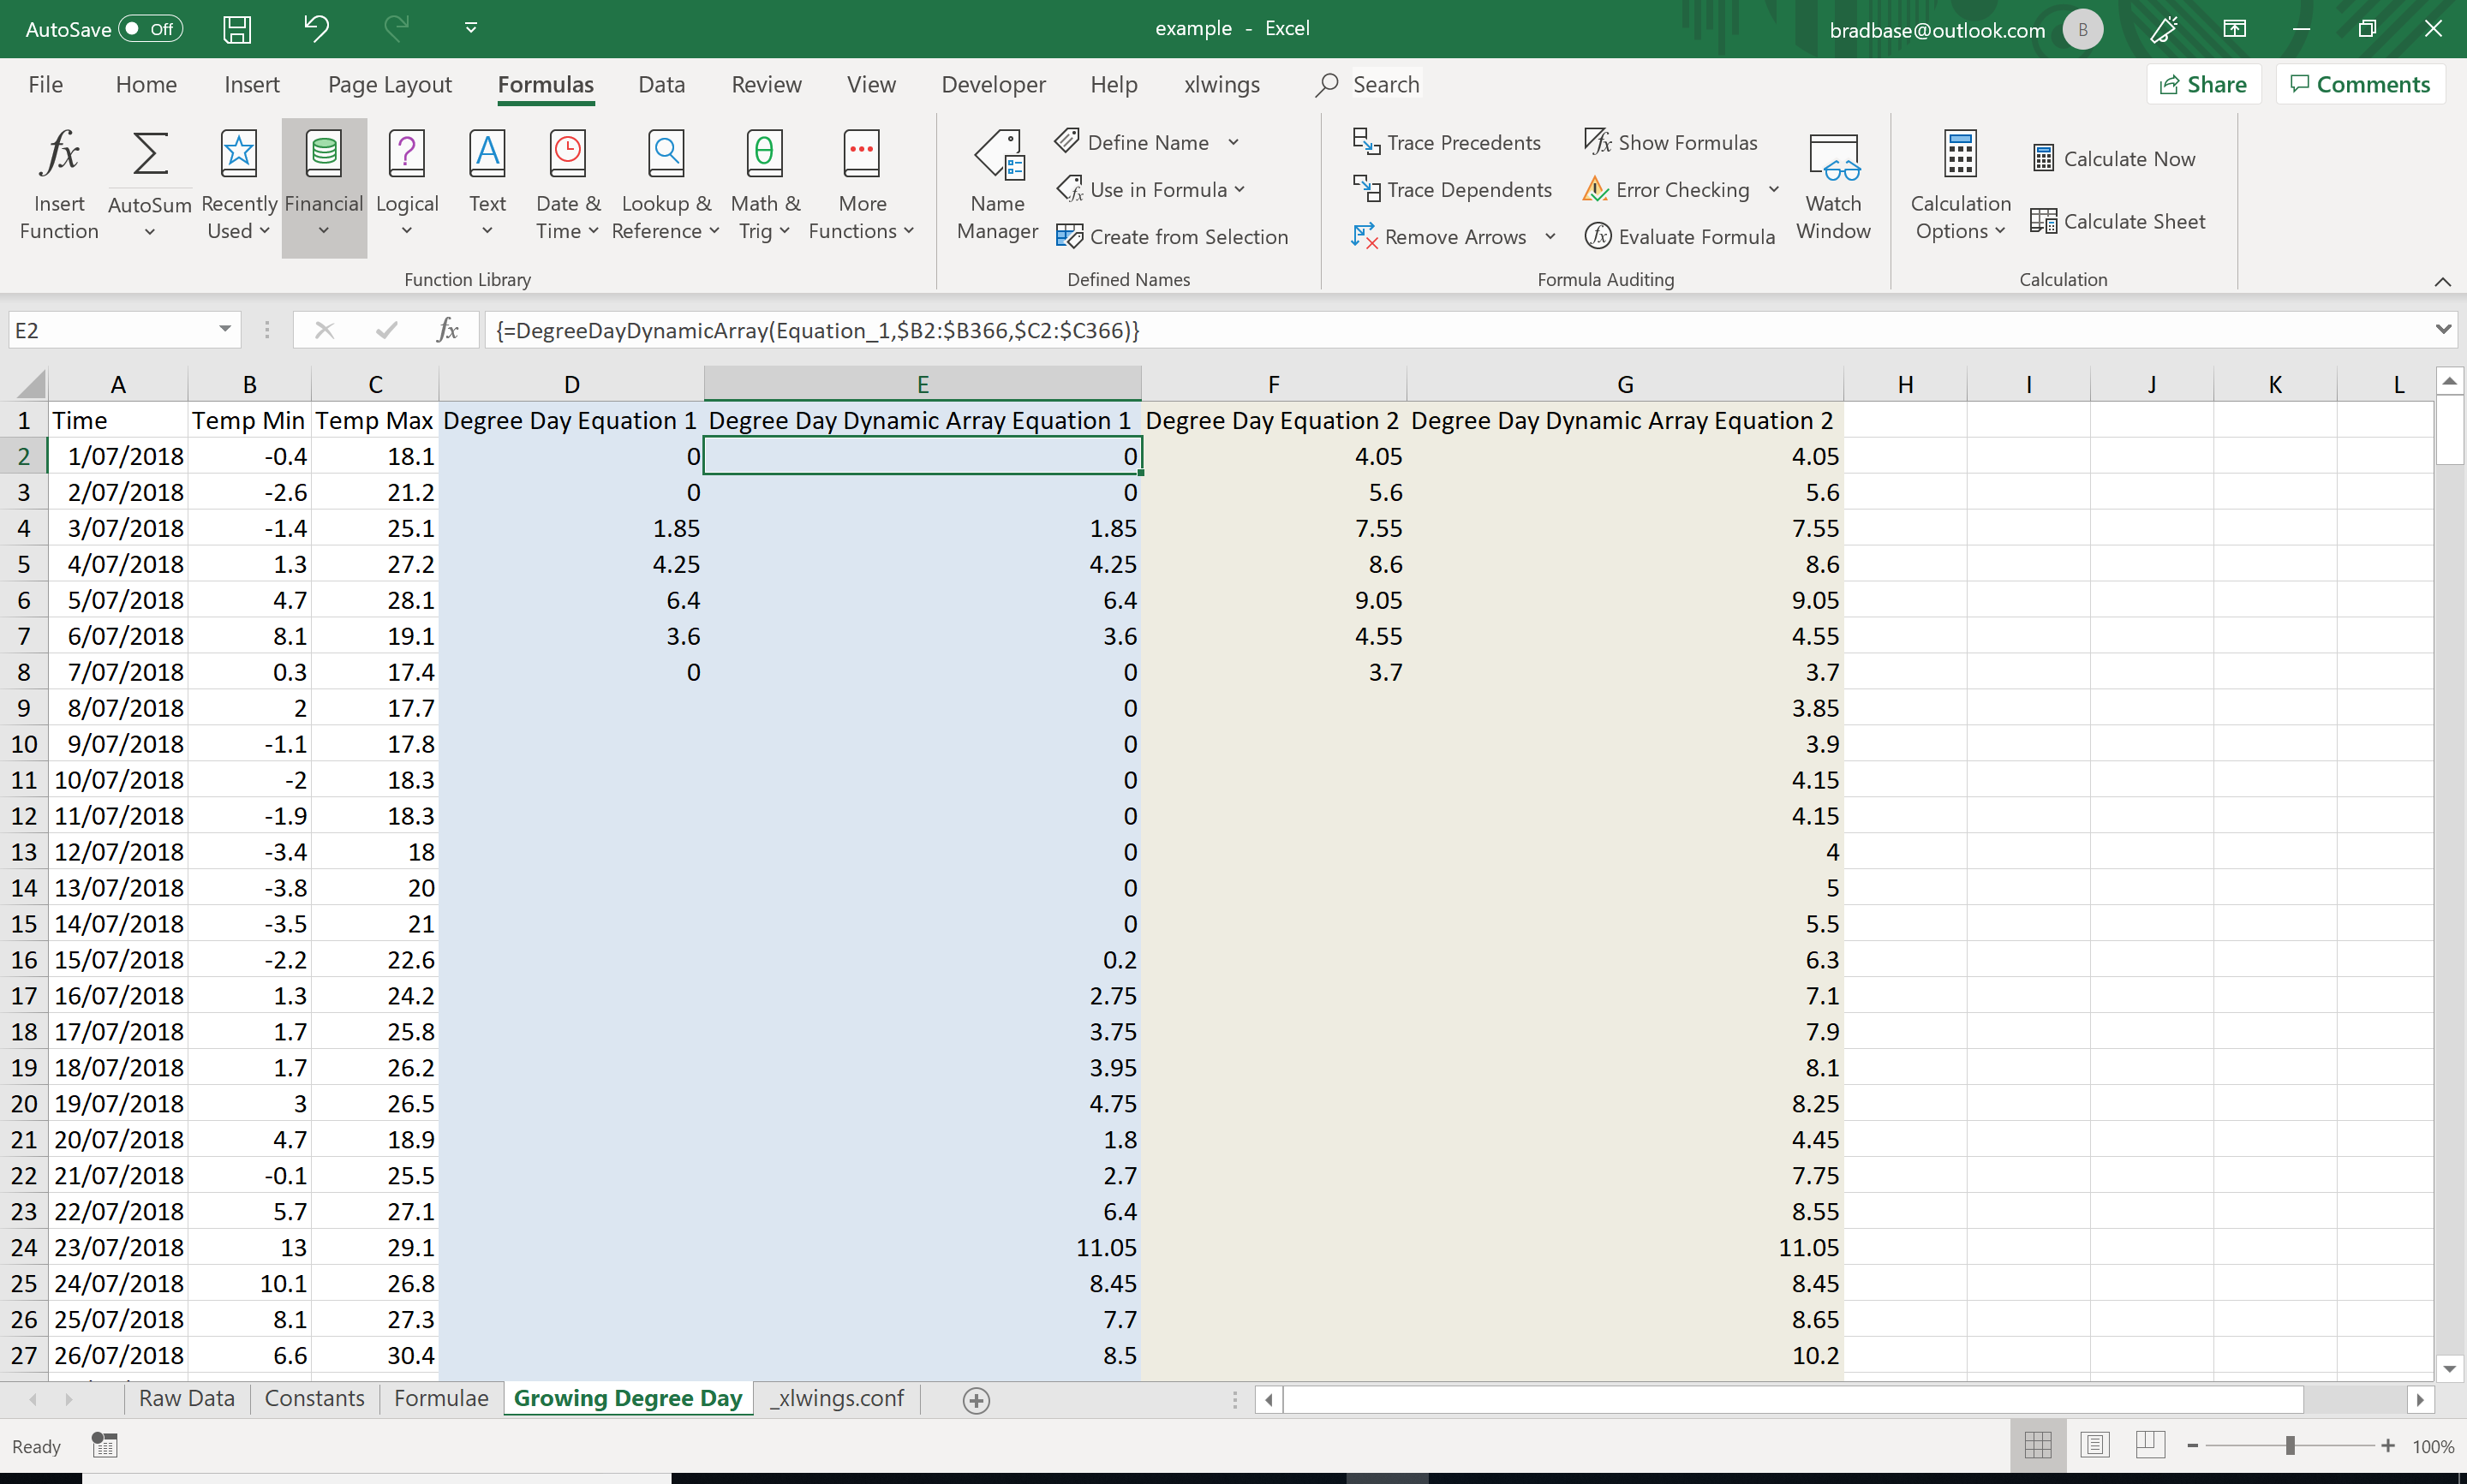 AutoSave Off example - Excel bradbase@outlook.com B
File Home Insert Page Layout Formulas Data Review View Developer Help xlwings Search Share Comments
Insert Function AutoSum Recently Used Financial Logical Text Date & Time Lookup & Reference Math & Trig More Functions
Name Manager Define Name Use in Formula Create from Selection
Trace Precedents Trace Dependents Remove Arrows Show Formulas Error Checking Evaluate Formula Watch Window
Calculation Options Calculate Now Calculate Sheet
Function Library Defined Names Formula Auditing Calculation
E2 fx {=DegreeDayDynamicArray(Equation_1,$B2:$B366,$C2:$C366)}
A B C D E F G H I J K L
1 Time Temp Min Temp Max Degree Day Equation 1 Degree Day Dynamic Array Equation 1 Degree Day Equation 2 Degree Day Dynamic Array Equation 2
2 1/07/2018 -0.4 18.1 0 0 4.05 4.05
3 2/07/2018 -2.6 21.2 0 0 5.6 5.6
4 3/07/2018 -1.4 25.1 1.85 1.85 7.55 7.55
5 4/07/2018 1.3 27.2 4.25 4.25 8.6 8.6
6 5/07/2018 4.7 28.1 6.4 6.4 9.05 9.05
7 6/07/2018 8.1 19.1 3.6 3.6 4.55 4.55
8 7/07/2018 0.3 17.4 0 0 3.7 3.7
9 8/07/2018 2 17.7 0 3.85
10 9/07/2018 -1.1 17.8 0 3.9
11 10/07/2018 -2 18.3 0 4.15
12 11/07/2018 -1.9 18.3 0 4.15
13 12/07/2018 -3.4 18 0 4
14 13/07/2018 -3.8 20 0 5
15 14/07/2018 -3.5 21 0 5.5
16 15/07/2018 -2.2 22.6 0.2 6.3
17 16/07/2018 1.3 24.2 2.75 7.1
18 17/07/2018 1.7 25.8 3.75 7.9
19 18/07/2018 1.7 26.2 3.95 8.1
20 19/07/2018 3 26.5 4.75 8.25
21 20/07/2018 4.7 18.9 1.8 4.45
22 21/07/2018 -0.1 25.5 2.7 7.75
23 22/07/2018 5.7 27.1 6.4 8.55
24 23/07/2018 13 29.1 11.05 11.05
25 24/07/2018 10.1 26.8 8.45 8.45
26 25/07/2018 8.1 27.3 7.7 8.65
27 26/07/2018 6.6 30.4 8.5 10.2
Raw Data Constants Formulae Growing Degree Day _xlwings.conf
Ready 100%